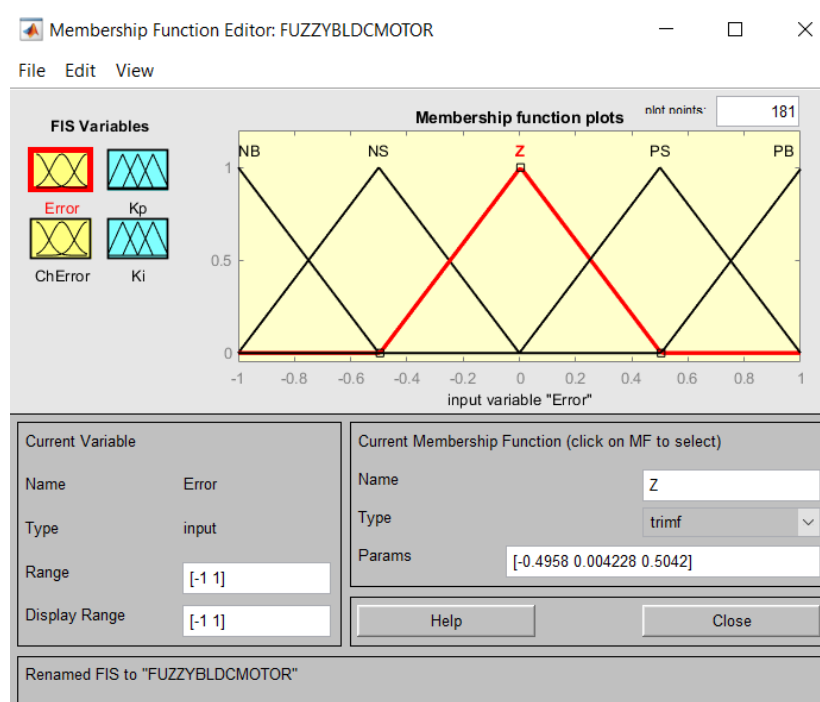 Membership Function Editor: FUZZYBLDCMOTOR
File Edit View
FIS Variables
Membership function plots
plot points:
181
Error
Kp
ChError
Ki
NB NS Z PS PB
1
0.5
0
-1 -0.8 -0.6 -0.4 -0.2 0 0.2 0.4 0.6 0.8 1
input variable "Error"
Current Variable
Name Error
Type input
Range [-1 1]
Display Range [-1 1]
Current Membership Function (click on MF to select)
Name Z
Type trimf
Params [-0.4958 0.004228 0.5042]
Help Close
Renamed FIS to "FUZZYBLDCMOTOR"